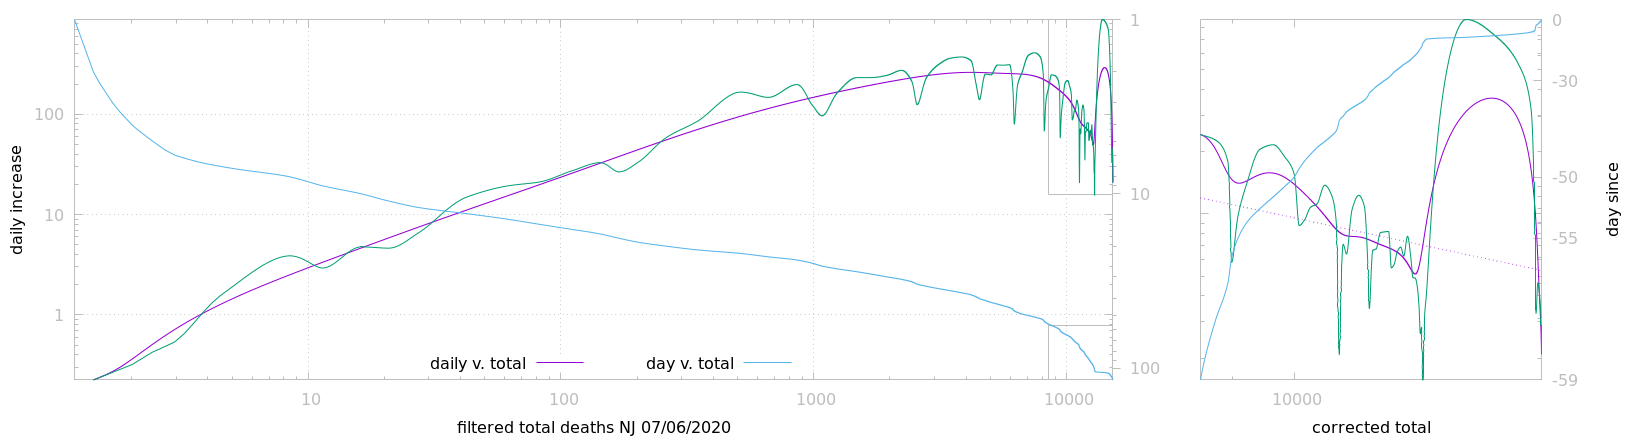 daily increase
100
10
1
daily v. total
day v. total
10
100
1000
10000
filtered total deaths NJ 07/06/2020
1
10
100
10000
corrected total
0
-30
-50
-55
-59
day since